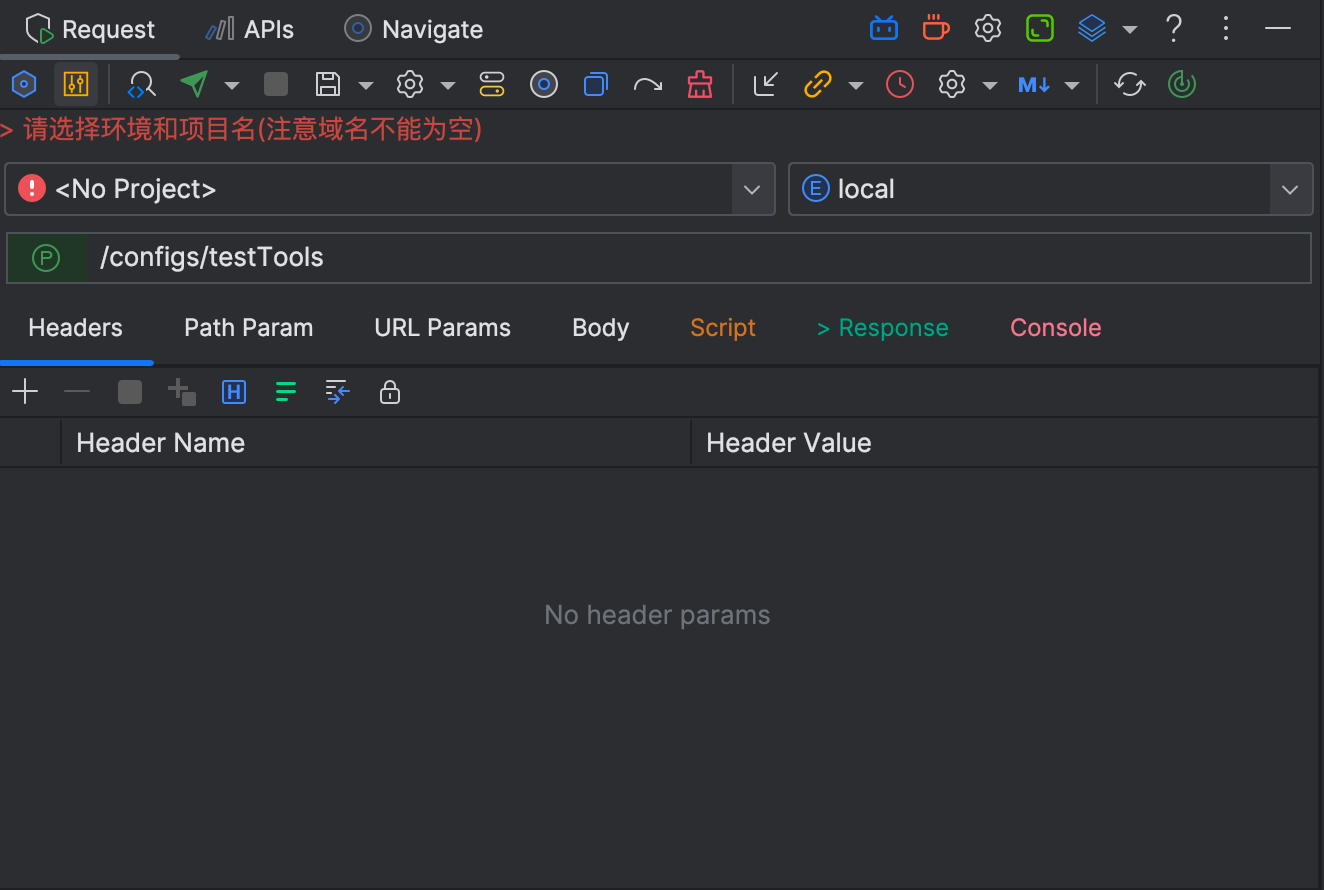 Request APIs Navigate
M↓
> 请选择环境和项目名(注意域名不能为空)
<No Project> E local
P /configs/testTools
Headers Path Param URL Params Body Script > Response Console
H
Header Name Header Value
No header params